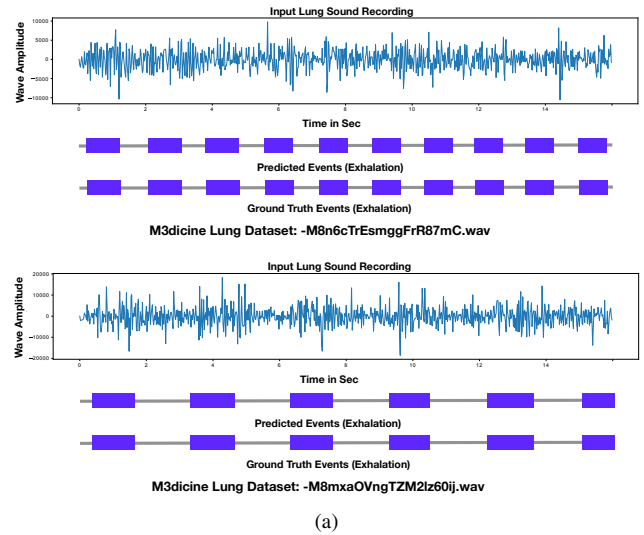 Input Lung Sound Recording
Wave Amplitude
10000
5000
0
−5000
−10000
0 2 4 6 8 10 12 14
Time in Sec
Predicted Events (Exhalation)
Ground Truth Events (Exhalation)
M3dicine Lung Dataset: -M8n6cTrEsmggFrR87mC.wav
Input Lung Sound Recording
Wave Amplitude
20000
10000
0
−10000
−20000
0 2 4 6 8 10 12 14
Time in Sec
Predicted Events (Exhalation)
Ground Truth Events (Exhalation)
M3dicine Lung Dataset: -M8mxaOVngTZM2lz60ij.wav
(a)